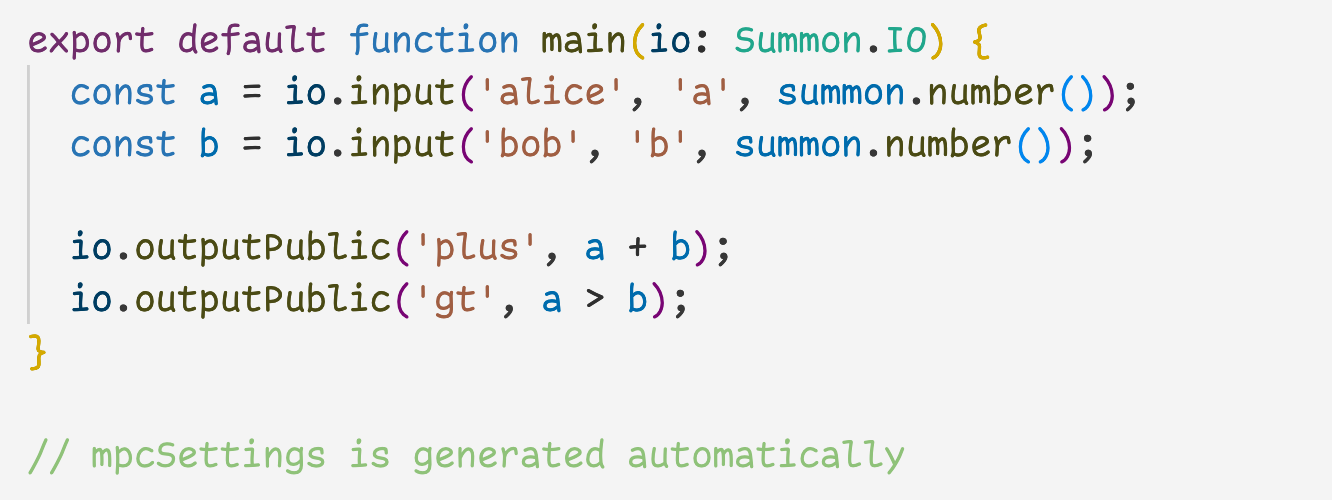 export default function main(io: Summon.IO) {
  const a = io.input('alice', 'a', summon.number());
  const b = io.input('bob', 'b', summon.number());

  io.outputPublic('plus', a + b);
  io.outputPublic('gt', a > b);
}

// mpcSettings is generated automatically